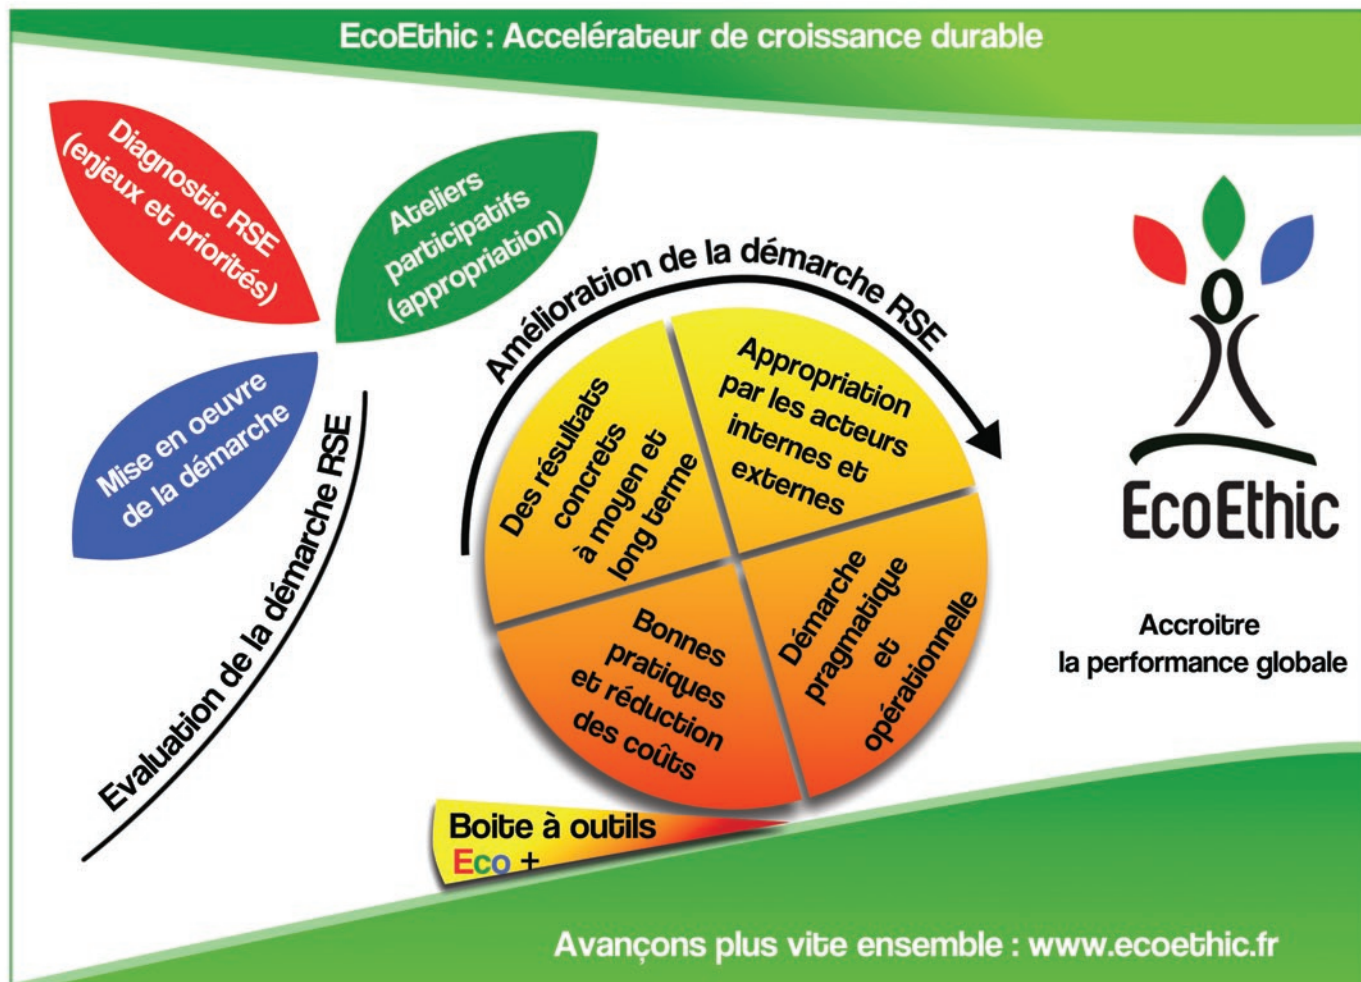 EcoEthic : Accelérateur de croissance durable
Diagnostic RSE
(enjeux et priorités)
Ateliers
participatifs
(appropriation)
Mise en oeuvre
de la démarche
Evaluation de la démarche RSE
Amélioration de la démarche RSE
Des résultats
concrets
à moyen et
long terme
Appropriation
par les acteurs
internes et
externes
Bonnes
pratiques
et réduction
des coûts
Démarche
pragmatique
et
opérationnelle
Boite à outils
Eco +
EcoEthic
Accroitre
la performance globale
Avançons plus vite ensemble : www.ecoethic.fr